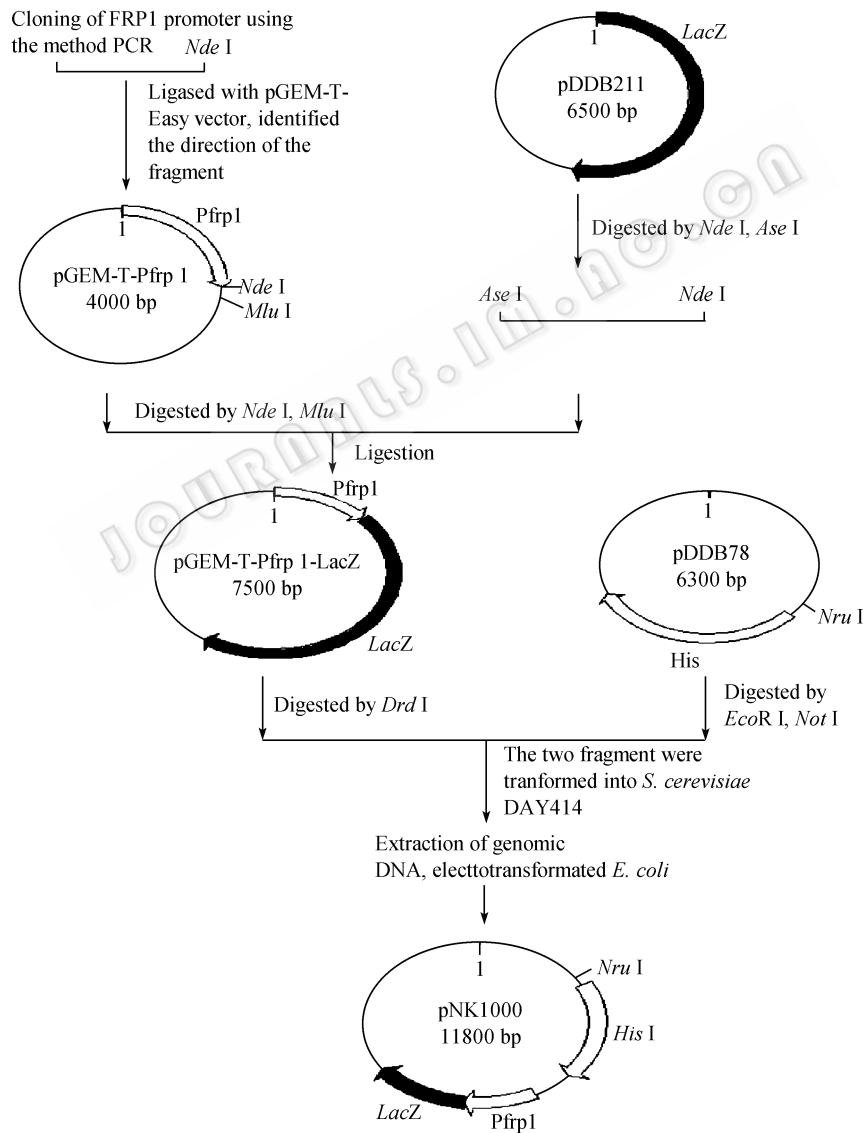 Cloning of FRP1 promoter using
the method PCR
Nde I
Ligased with pGEM-T-
Easy vector, identified
the direction of the
fragment
1
LacZ
pDDB211
6500 bp
Digested by Nde I, Ase I
Ase I
Nde I
Pfrp1
1
pGEM-T-Pfrp 1
4000 bp
Nde I
Mlu I
Digested by Nde I, Mlu I
Ligestion
Pfrp1
1
pGEM-T-Pfrp 1-LacZ
7500 bp
LacZ
1
pDDB78
6300 bp
Nru I
His
Digested by Drd I
Digested by
EcoR I, Not I
The two fragment were
tranformed into S. cerevisiae
DAY414
Extraction of genomic
DNA, electtotransformated E. coli
1
Nru I
pNK1000
11800 bp
His I
LacZ
Pfrp1
JOURNALS.IM.AC.CN